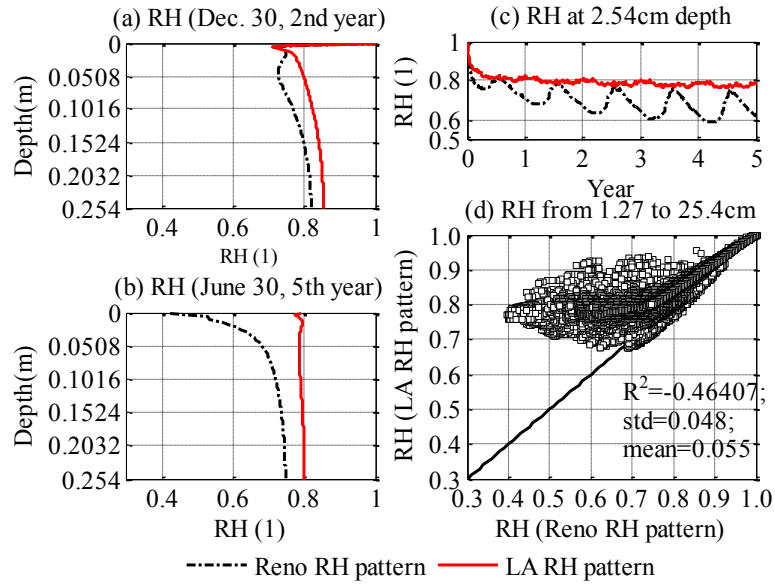 (a) RH (Dec. 30, 2nd year)
0
0.0508
0.1016
0.1524
0.2032
0.254
Depth(m)
0.4 0.6 0.8 1
RH (1)
(b) RH (June 30, 5th year)
0
0.0508
0.1016
0.1524
0.2032
0.254
Depth(m)
0.4 0.6 0.8 1
RH (1)
(c) RH at 2.54cm depth
1
0.8
0.6
0.5
RH (1)
0 1 2 3 4 5
Year
(d) RH from 1.27 to 25.4cm
1.0
0.9
0.8
0.7
0.6
0.5
0.4
0.3
RH (LA RH pattern)
R²=-0.46407;
std=0.048;
mean=0.055
0.3 0.4 0.5 0.6 0.7 0.8 0.9 1.0
RH (Reno RH pattern)
Reno RH pattern LA RH pattern